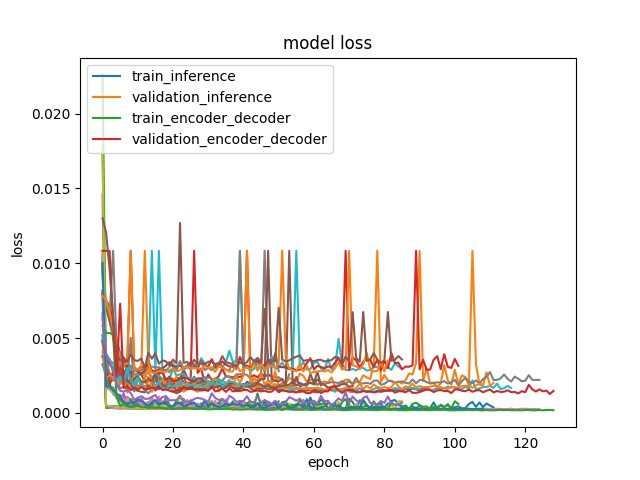 model loss
train_inference
validation_inference
train_encoder_decoder
validation_encoder_decoder
0.020
0.015
0.010
0.005
0.000
loss
0 20 40 60 80 100 120
epoch